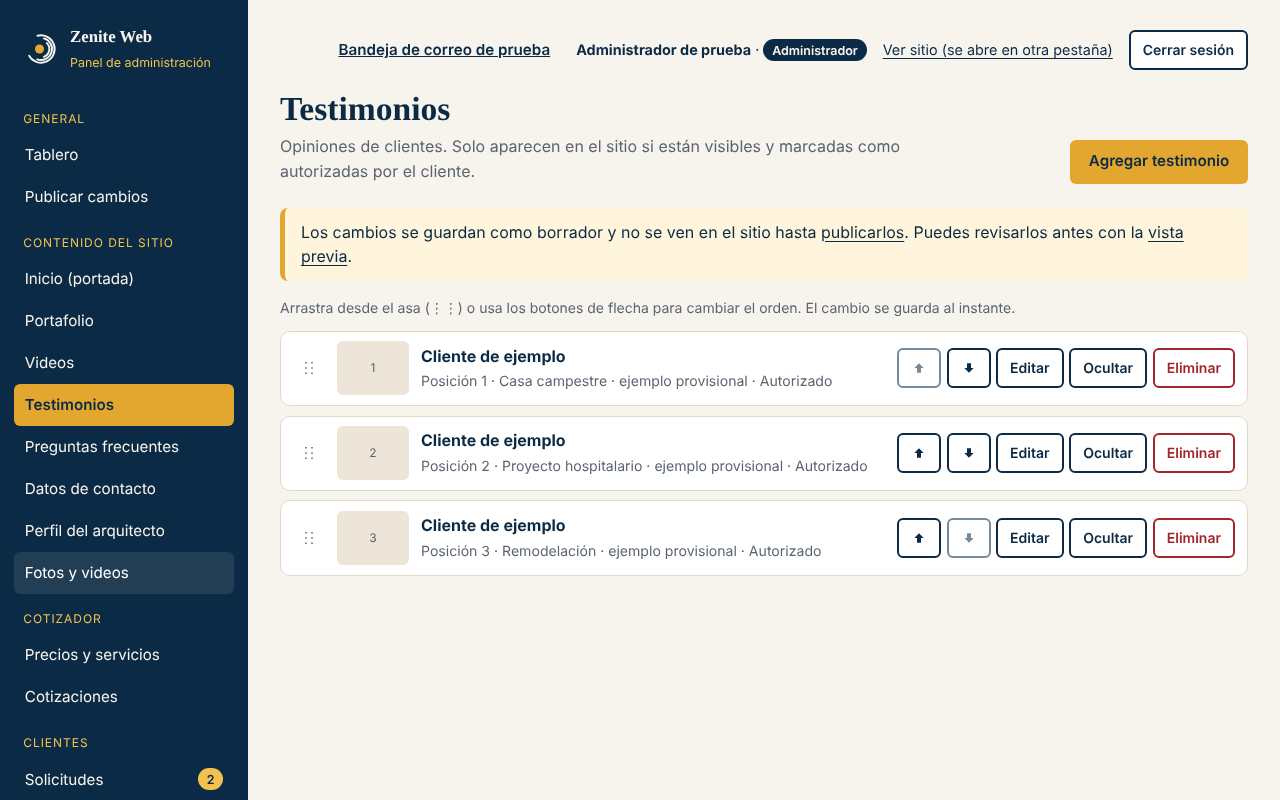 Zenite Web
Panel de administración
GENERAL
Tablero
Publicar cambios
CONTENIDO DEL SITIO
Inicio (portada)
Portafolio
Videos
Testimonios
Preguntas frecuentes
Datos de contacto
Perfil del arquitecto
Fotos y videos
COTIZADOR
Precios y servicios
Cotizaciones
CLIENTES
Solicitudes 2
Bandeja de correo de prueba Administrador de prueba · Administrador Ver sitio (se abre en otra pestaña) Cerrar sesión
Testimonios
Opiniones de clientes. Solo aparecen en el sitio si están visibles y marcadas como
autorizadas por el cliente.
Agregar testimonio
Los cambios se guardan como borrador y no se ven en el sitio hasta publicarlos. Puedes revisarlos antes con la vista
previa.
Arrastra desde el asa (⋮⋮) o usa los botones de flecha para cambiar el orden. El cambio se guarda al instante.
1
Cliente de ejemplo
Posición 1 · Casa campestre · ejemplo provisional · Autorizado
Editar Ocultar Eliminar
2
Cliente de ejemplo
Posición 2 · Proyecto hospitalario · ejemplo provisional · Autorizado
Editar Ocultar Eliminar
3
Cliente de ejemplo
Posición 3 · Remodelación · ejemplo provisional · Autorizado
Editar Ocultar Eliminar